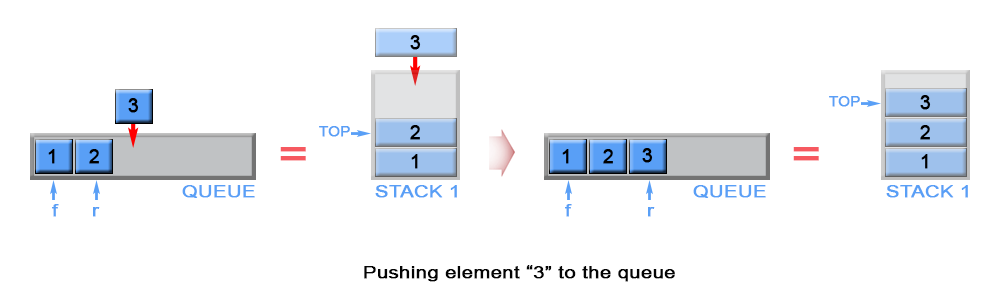 3
3
TOP
2
1
1 2
QUEUE
f r
=
STACK 1
3
1 2 3
QUEUE
f r
=
TOP
3
2
1
STACK 1
Pushing element “3” to the queue